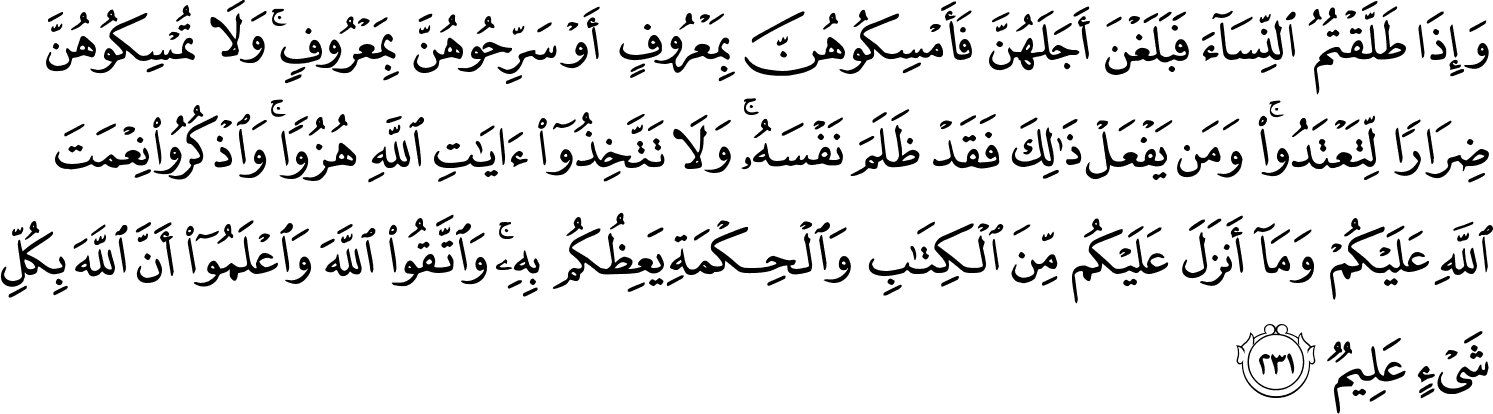 وَإِذَا طَلَّقۡتُمُ ٱلنِّسَآءَ فَبَلَغۡنَ أَجَلَهُنَّ فَأَمۡسِكُوهُنَّ بِمَعۡرُوفٍ أَوۡ سَرِّحُوهُنَّ بِمَعۡرُوفٖۚ وَلَا تُمۡسِكُوهُنَّ
ضِرَارٗا لِّتَعۡتَدُواْۚ وَمَن يَفۡعَلۡ ذَٰلِكَ فَقَدۡ ظَلَمَ نَفۡسَهُۥۚ وَلَا تَتَّخِذُوٓاْ ءَايَٰتِ ٱللَّهِ هُزُوٗاۚ وَٱذۡكُرُواْ نِعۡمَتَ
ٱللَّهِ عَلَيۡكُمۡ وَمَآ أَنزَلَ عَلَيۡكُم مِّنَ ٱلۡكِتَٰبِ وَٱلۡحِكۡمَةِ يَعِظُكُم بِهِۦۚ وَٱتَّقُواْ ٱللَّهَ وَٱعۡلَمُوٓاْ أَنَّ ٱللَّهَ بِكُلِّ
شَيۡءٍ عَلِيمٞ ٢٣١